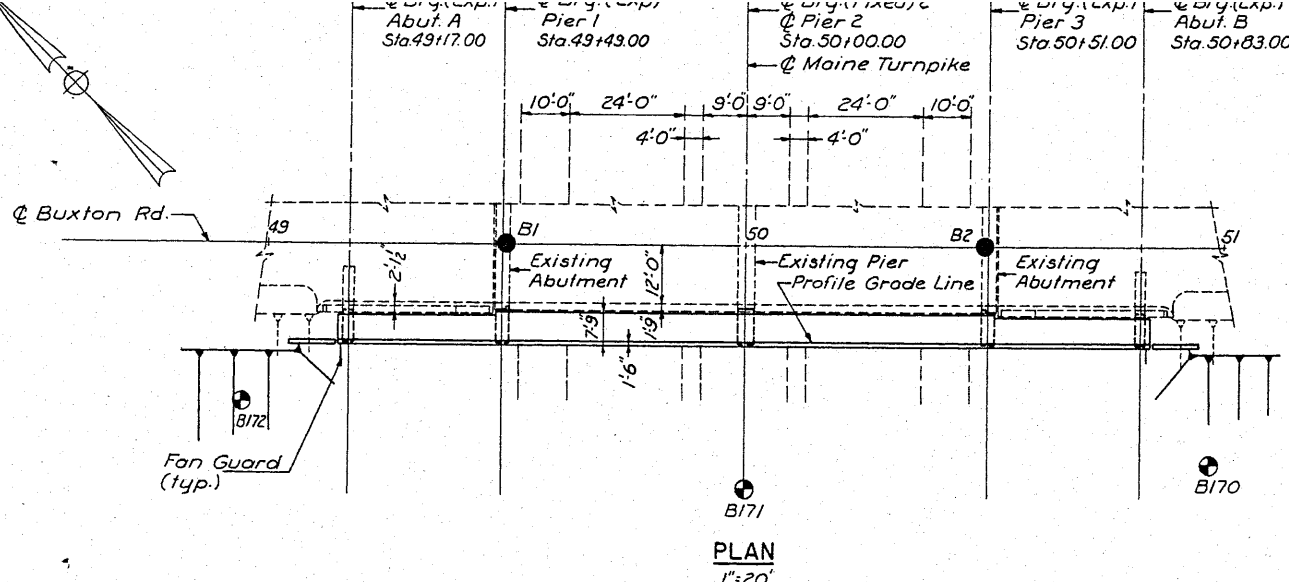 Abut. A
Sta.49+17.00
Pier 1
Sta.49+49.00
℄ Pier 2
Sta.50+00.00
℄ Maine Turnpike
Pier 3
Sta.50+51.00
Abut. B
Sta.50+83.00
10'-0" 24'-0" 9'-0" 9'-0" 24'-0" 10'-0"
4'-0" 4'-0"
℄ Buxton Rd.
49
B1
50
B2
51
2'-1½"
Existing
Abutment
12'-0"
Existing Pier
Profile Grade Line
Existing
Abutment
7'-9"
1'-9"
1'-6"
B172
Fan Guard
(typ.)
B171
B170
PLAN
1"=20'